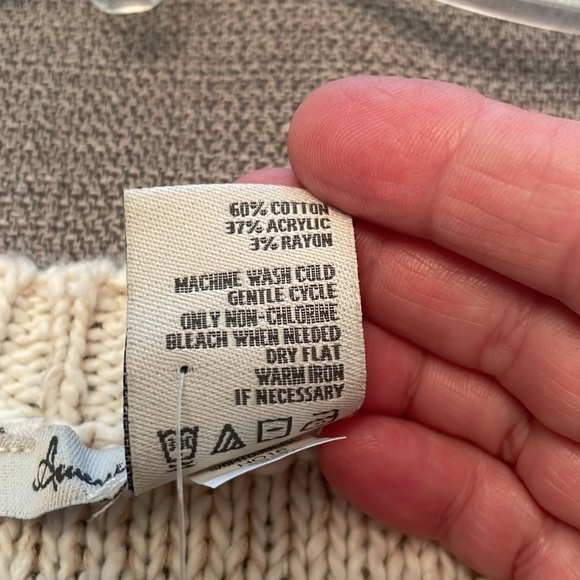 60% COTTON
37% ACRYLIC
3% RAYON
MACHINE WASH COLD
GENTLE CYCLE
ONLY NON-CHLORINE
BLEACH WHEN NEEDED
DRY FLAT
WARM IRON
IF NECESSARY